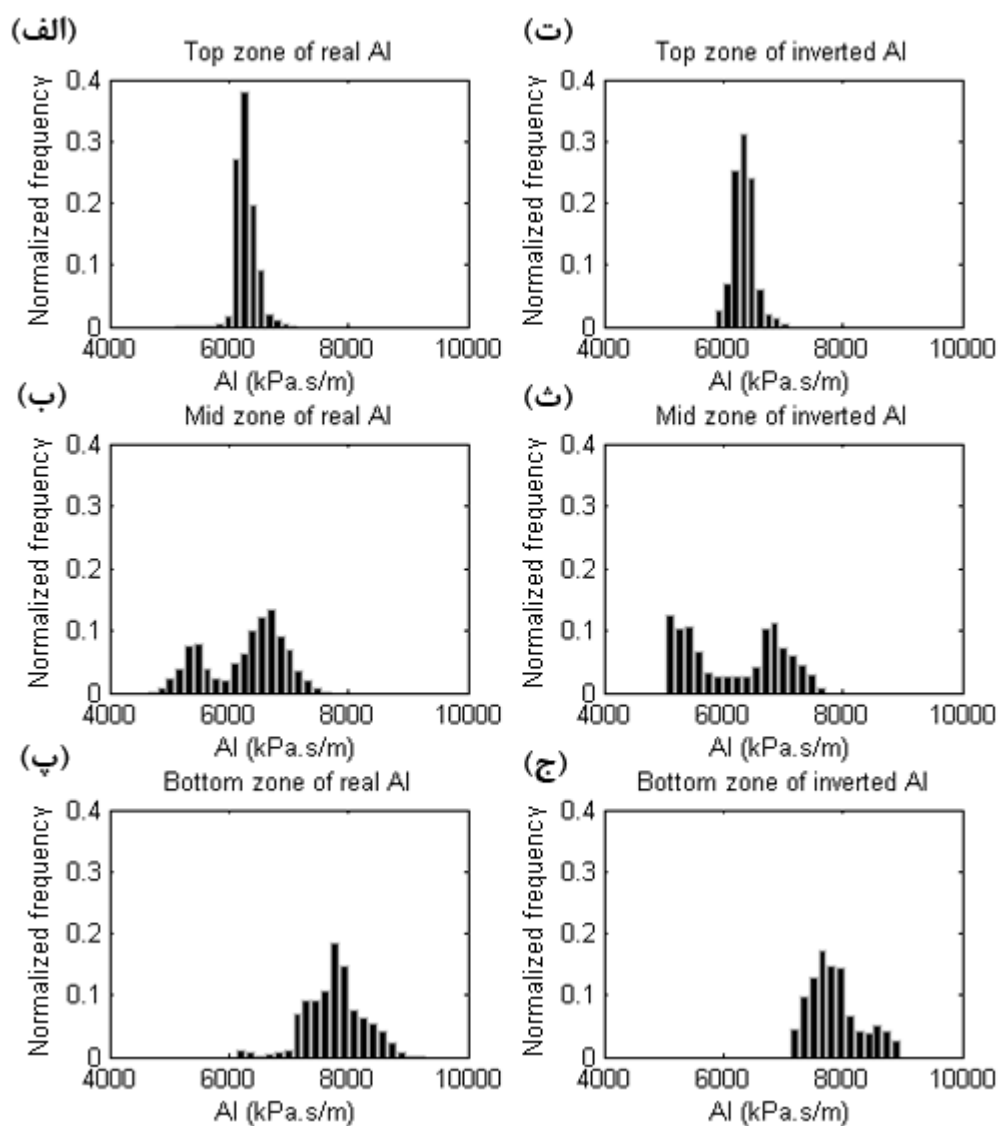 (الف)
Top zone of real AI
Normalized frequency
0.4
0.3
0.2
0.1
0
4000 6000 8000 10000
AI (kPa.s/m)
(ت)
Top zone of inverted AI
Normalized frequency
0.4
0.3
0.2
0.1
0
4000 6000 8000 10000
AI (kPa.s/m)
(ب)
Mid zone of real AI
Normalized frequency
0.4
0.3
0.2
0.1
0
4000 6000 8000 10000
AI (kPa.s/m)
(ث)
Mid zone of inverted AI
Normalized frequency
0.4
0.3
0.2
0.1
0
4000 6000 8000 10000
AI (kPa.s/m)
(پ)
Bottom zone of real AI
Normalized frequency
0.4
0.3
0.2
0.1
0
4000 6000 8000 10000
AI (kPa.s/m)
(ج)
Bottom zone of inverted AI
Normalized frequency
0.4
0.3
0.2
0.1
0
4000 6000 8000 10000
AI (kPa.s/m)